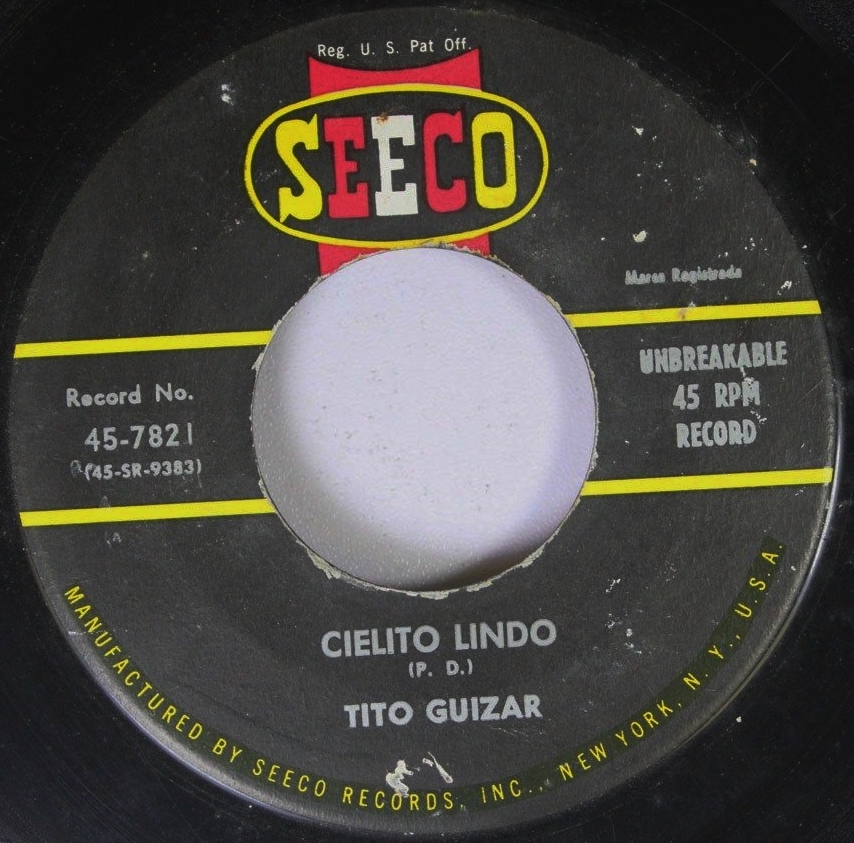 Reg. U. S. Pat Off.
SEECO
Marca Registrada
UNBREAKABLE
45 RPM
RECORD
Record No.
45-7821
(45-SR-9383)
CIELITO LINDO
(P. D.)
TITO GUIZAR
MANUFACTURED BY SEECO RECORDS, INC., NEW YORK, N. Y., U.S.A.